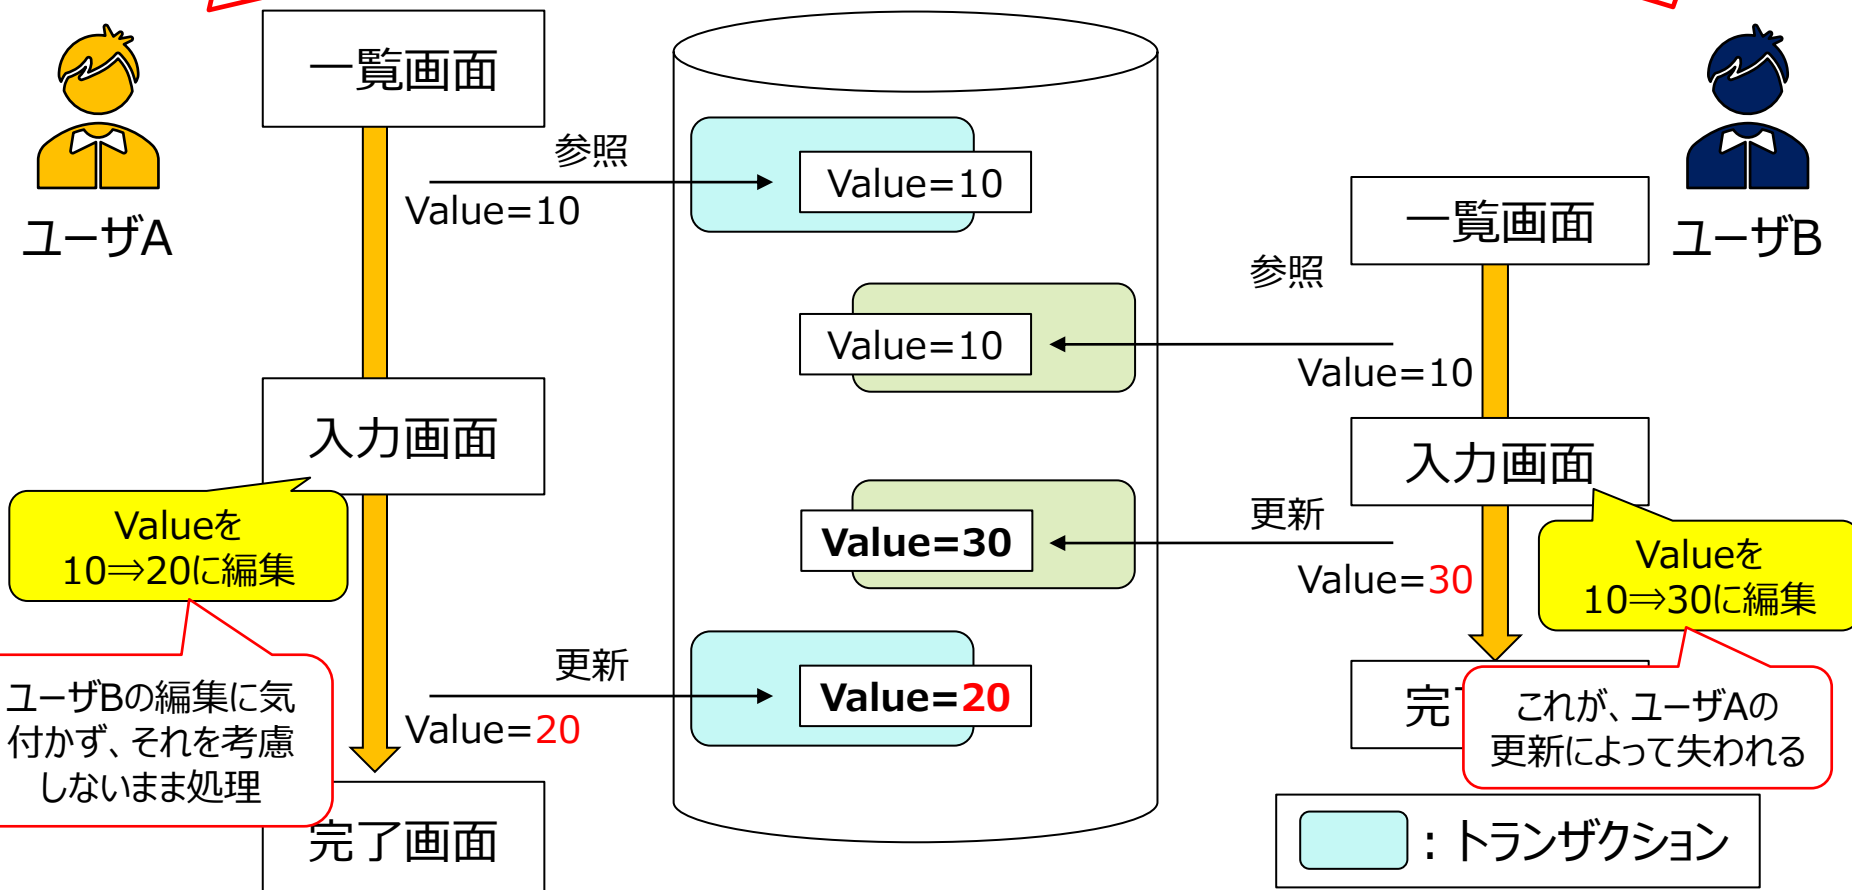 一覧画面
参照
Value=10
Value=10
ユーザA
一覧画面
ユーザB
参照
Value=10
Value=10
入力画面
入力画面
Valueを
10⇒20に編集
更新
Value=30
Value=30
Valueを
10⇒30に編集
更新
Value=20
Value=20
ユーザBの編集に気
付かず、それを考慮
しないまま処理
完
これが、ユーザAの
更新によって失われる
完了画面
：トランザクション